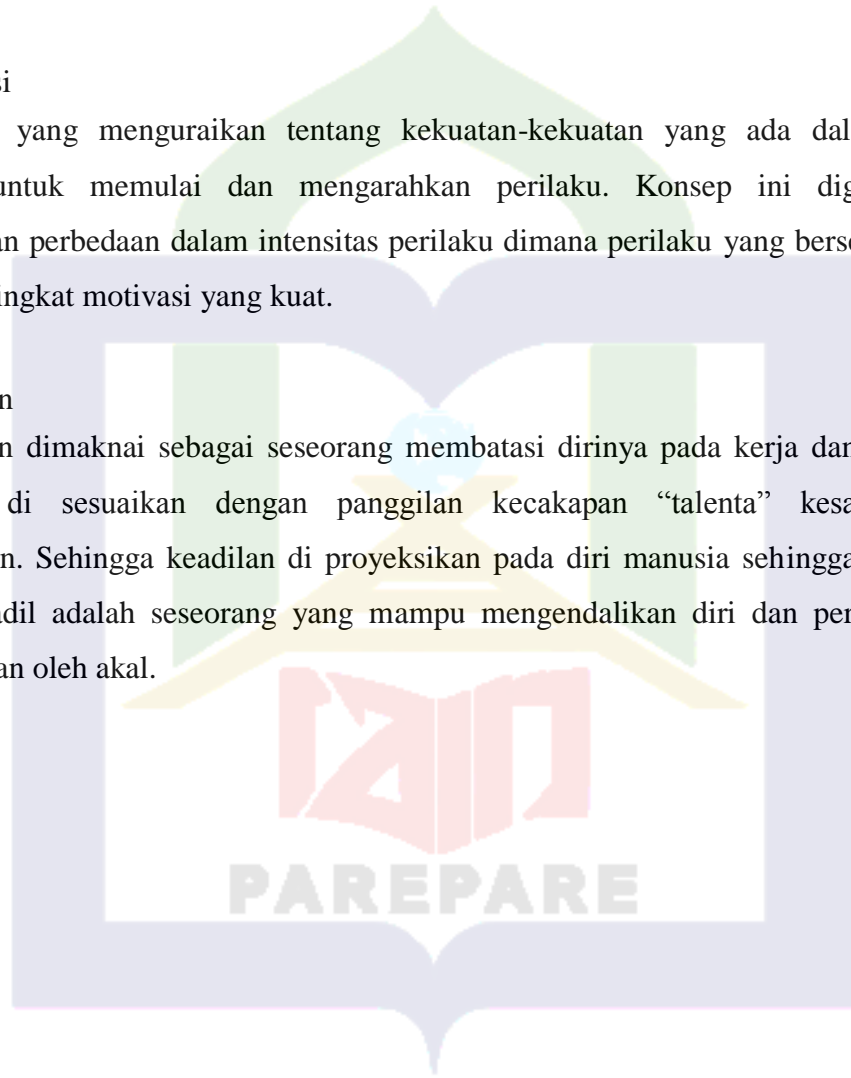 si
yang menguraikan tentang kekuatan-kekuatan yang ada dal
untuk memulai dan mengarahkan perilaku. Konsep ini dig
an perbedaan dalam intensitas perilaku dimana perilaku yang bers
ingkat motivasi yang kuat.
n
n dimaknai sebagai seseorang membatasi dirinya pada kerja dan
di sesuaikan dengan panggilan kecakapan “talenta” kesa
n. Sehingga keadilan di proyeksikan pada diri manusia sehingga
adil adalah seseorang yang mampu mengendalikan diri dan per
an oleh akal.
PAREPARE